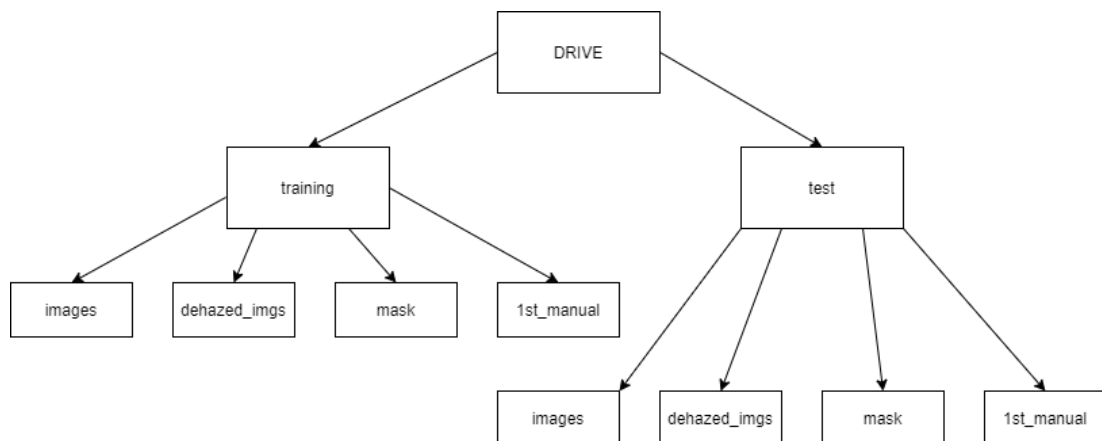 DRIVE
training
test
images
dehazed_imgs
mask
1st_manual
images
dehazed_imgs
mask
1st_manual